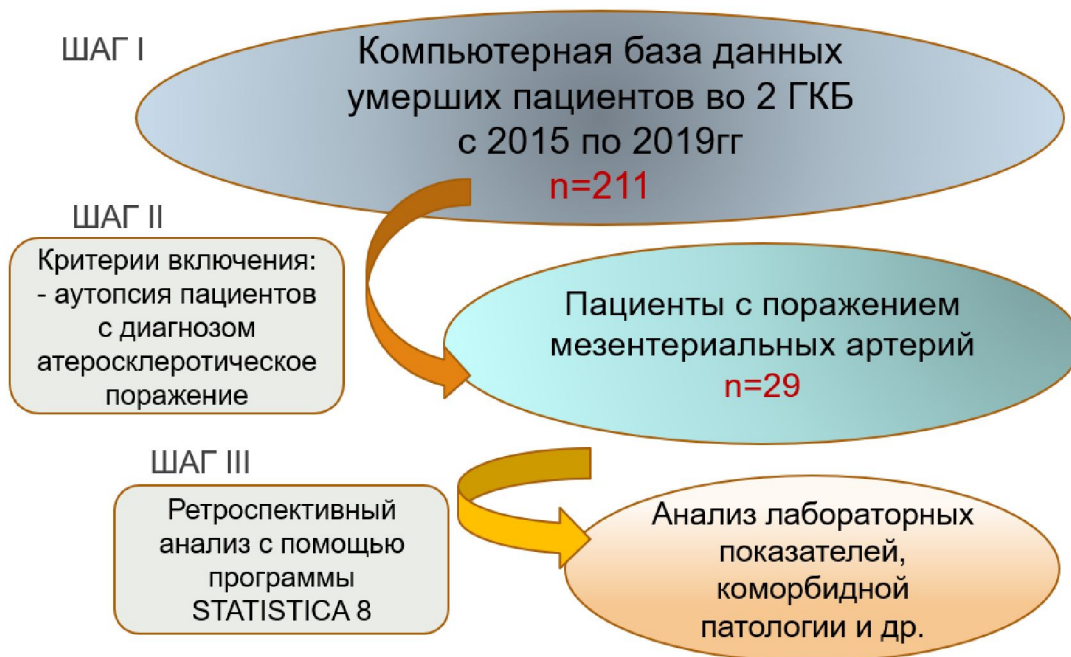 ШАГ I
Компьютерная база данных
умерших пациентов во 2 ГКБ
с 2015 по 2019гг
n=211
ШАГ II
Критерии включения:
- аутопсия пациентов
с диагнозом
атеросклеротическое
поражение
Пациенты с поражением
мезентериальных артерий
n=29
ШАГ III
Ретроспективный
анализ с помощью
программы
STATISTICA 8
Анализ лабораторных
показателей,
коморбидной
патологии и др.